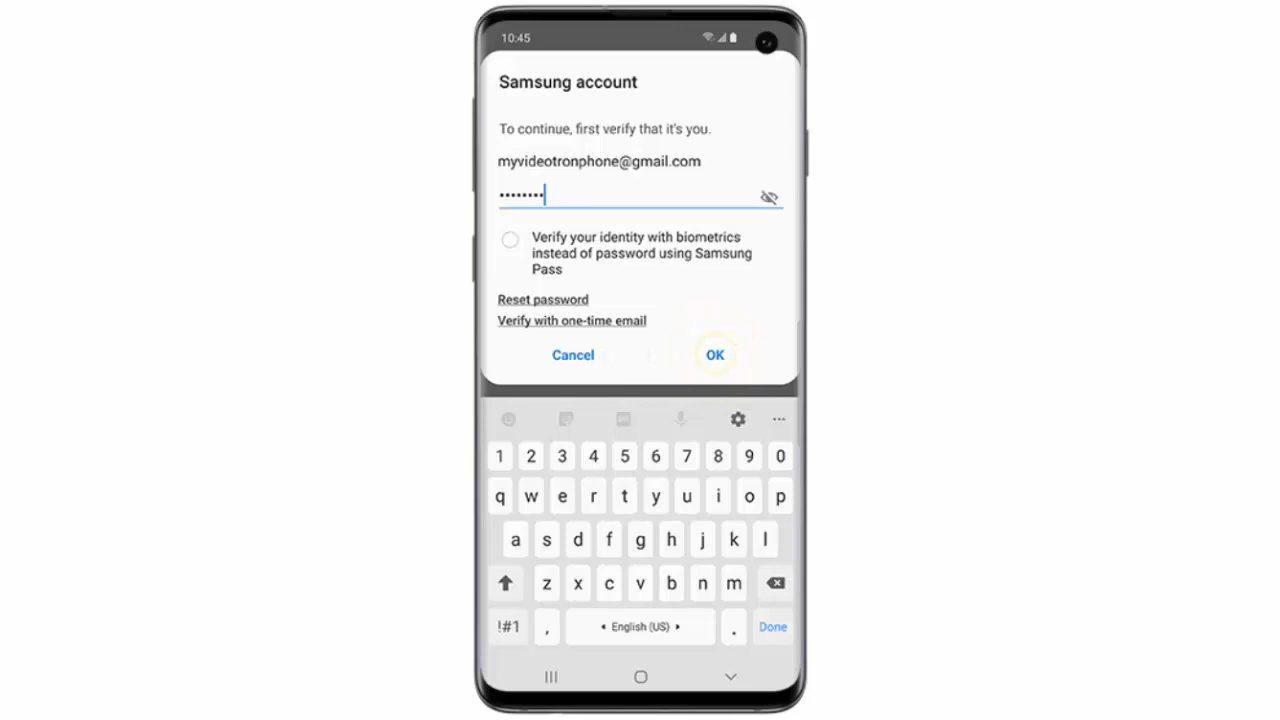 10:45
Samsung account
To continue, first verify that it's you.
myvideotronphone@gmail.com
••••••••
Verify your identity with biometrics
instead of password using Samsung
Pass
Reset password
Verify with one-time email
Cancel OK
1 2 3 4 5 6 7 8 9 0
q w e r t y u i o p
a s d f g h j k l
z x c v b n m
!#1 , English (US) . Done